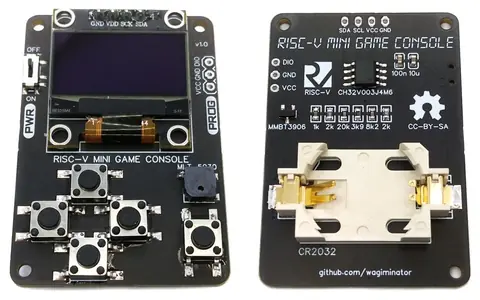 GND VDD SCK SDA
OFF
v1.0
VCC GND DIO
PROG
ON
PWR
RISC-V MINI GAME CONSOLE
MLT-5030
SDA SCL VCC GND
RISC-V MINI GAME CONSOLE
DIO
GND
VCC
RISC-V
CH32V003J4M6
100n 10u
MMBT3906
1k 2k 20k 3k9 8k2 2k
CC-BY-SA
CR2032
github.com/wagiminator